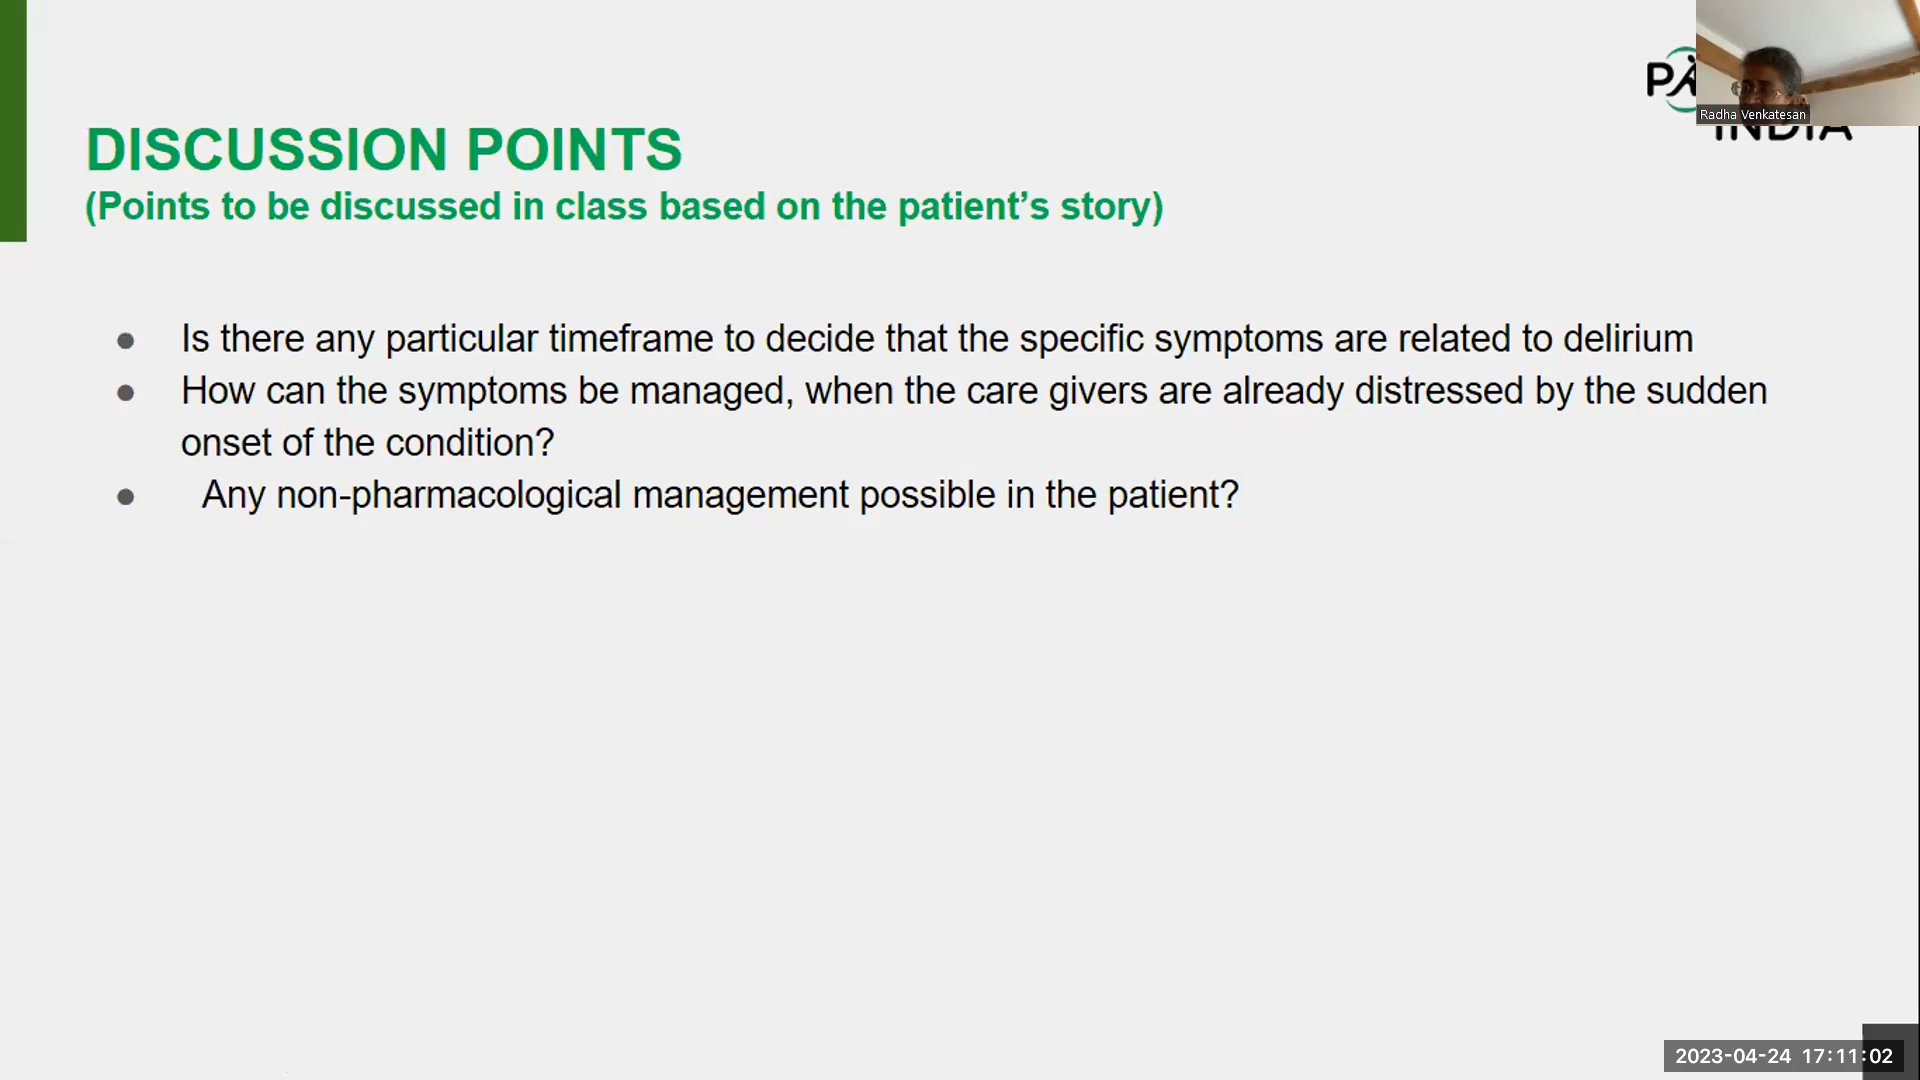 DISCUSSION POINTS
(Points to be discussed in class based on the patient’s story)
Radha Venkatesan
INDIA
● Is there any particular timeframe to decide that the specific symptoms are related to delirium
● How can the symptoms be managed, when the care givers are already distressed by the sudden
onset of the condition?
● Any non-pharmacological management possible in the patient?
2023-04-24 17:11:02